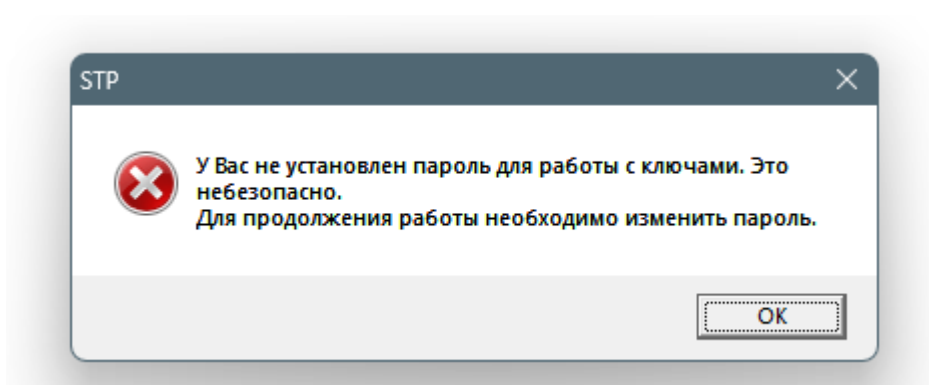 STP
У Вас не установлен пароль для работы с ключами. Это
небезопасно.
Для продолжения работы необходимо изменить пароль.
OK